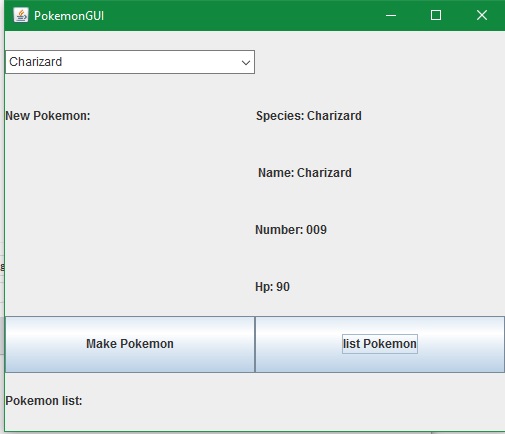 PokemonGUI
Charizard
New Pokemon: Species: Charizard
Name: Charizard
Number: 009
Hp: 90
Make Pokemon list Pokemon
Pokemon list: